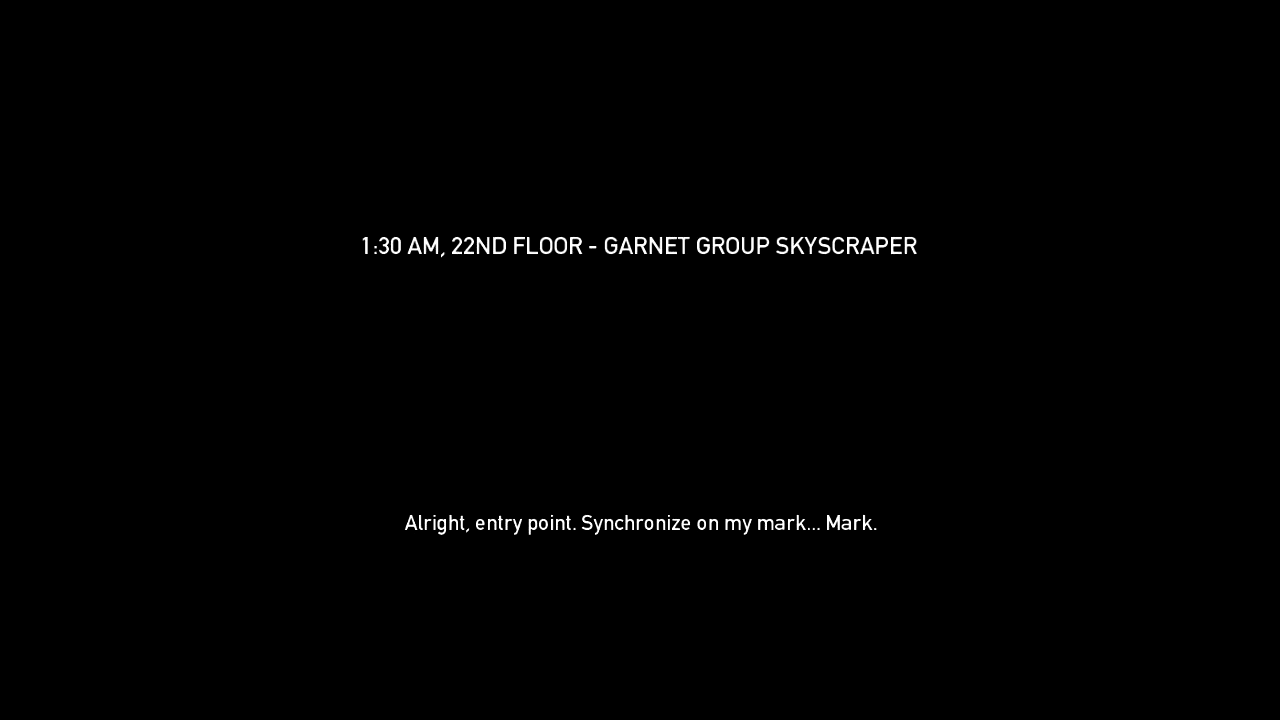 1:30 AM, 22ND FLOOR - GARNET GROUP SKYSCRAPER
Alright, entry point. Synchronize on my mark... Mark.